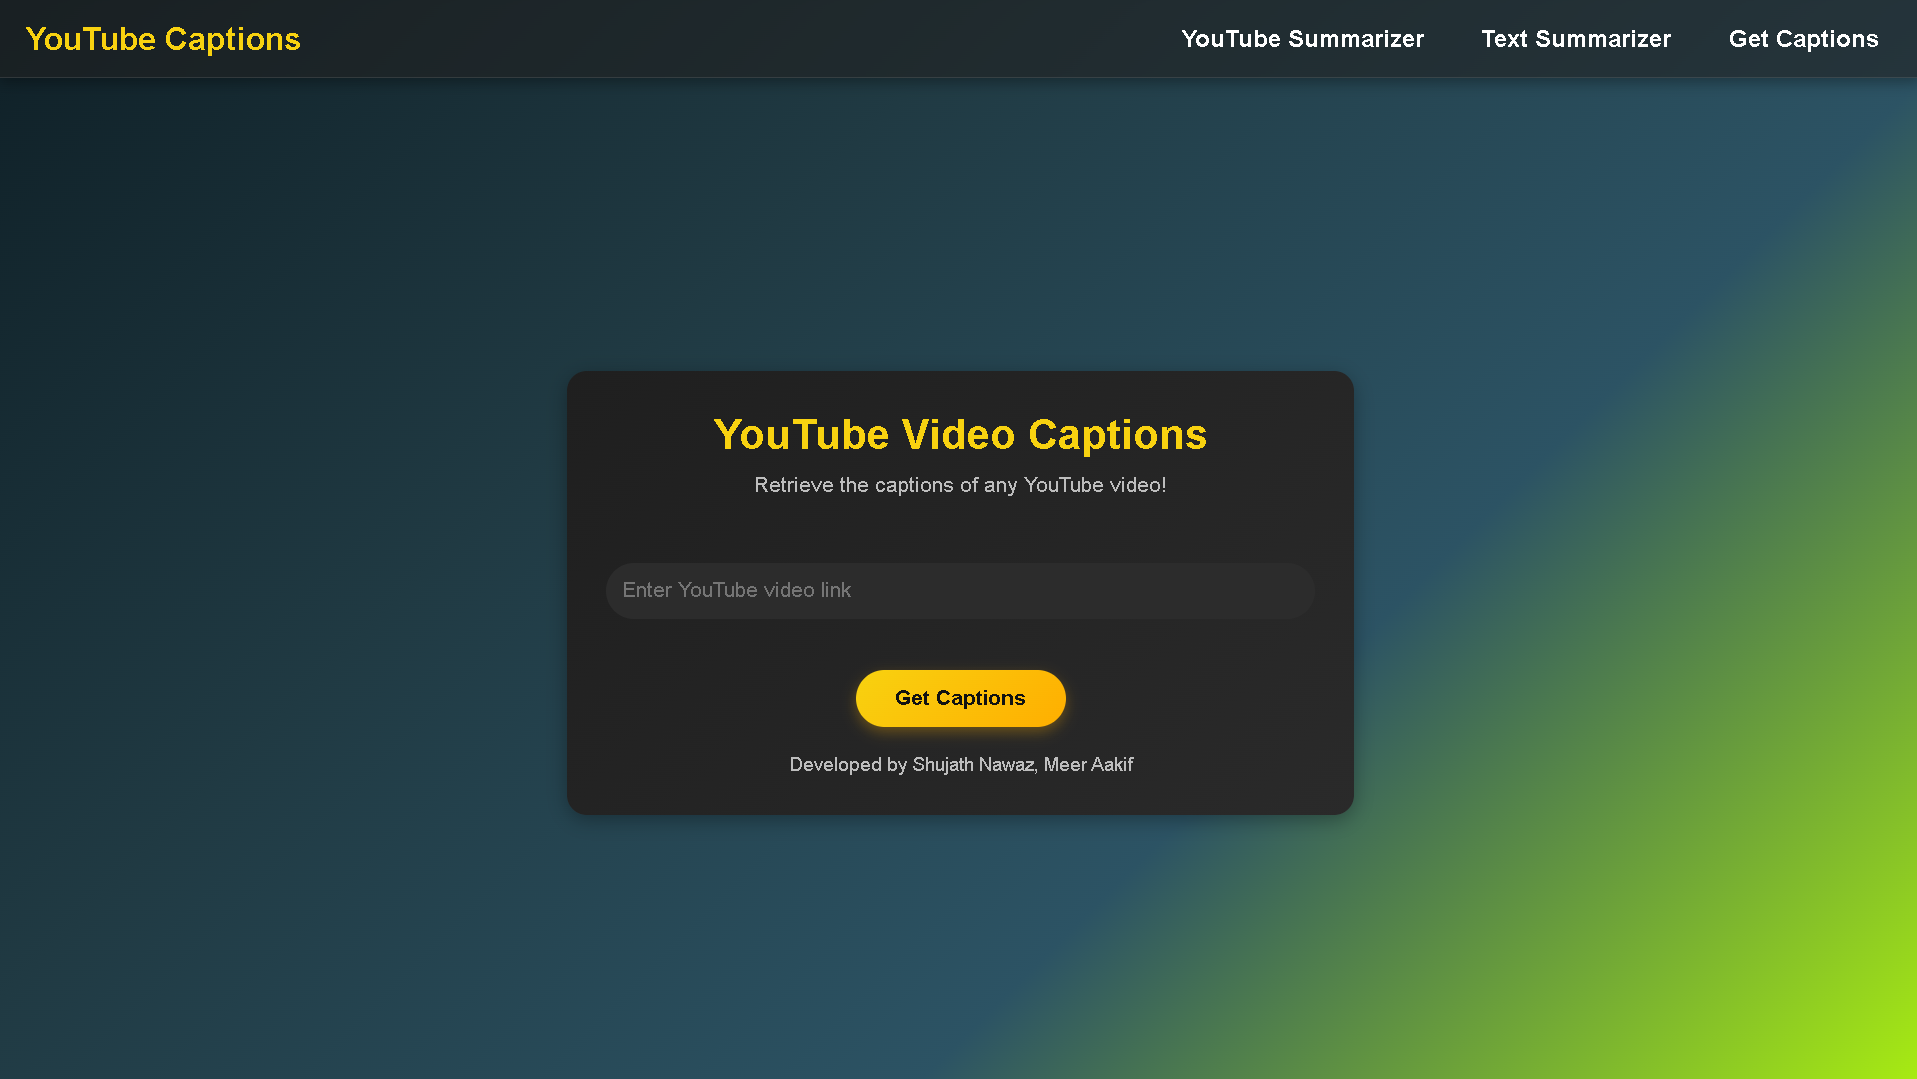 YouTube Captions
YouTube Summarizer
Text Summarizer
Get Captions
YouTube Video Captions
Retrieve the captions of any YouTube video!
Enter YouTube video link
Get Captions
Developed by Shujath Nawaz, Meer Aakif